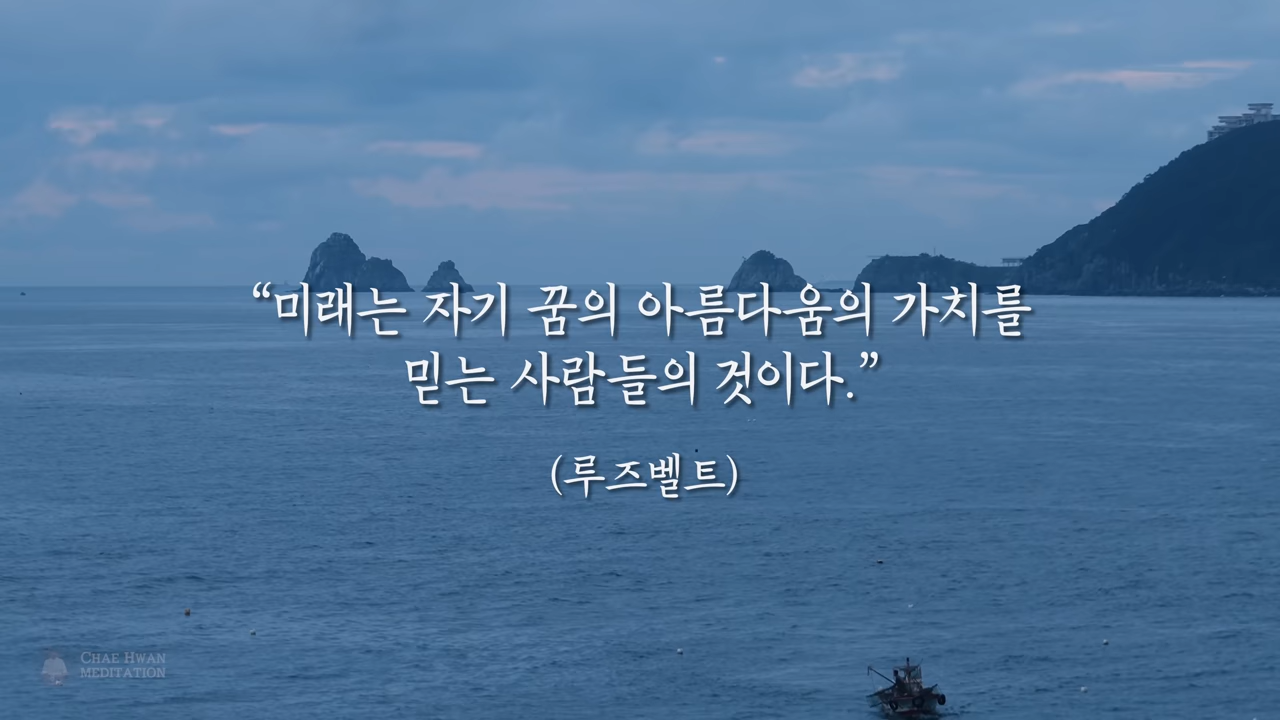 “미래는 자기 꿈의 아름다움의 가치를
믿는 사람들의 것이다.”
(루즈벨트)
CHAE HWAN
MEDITATION